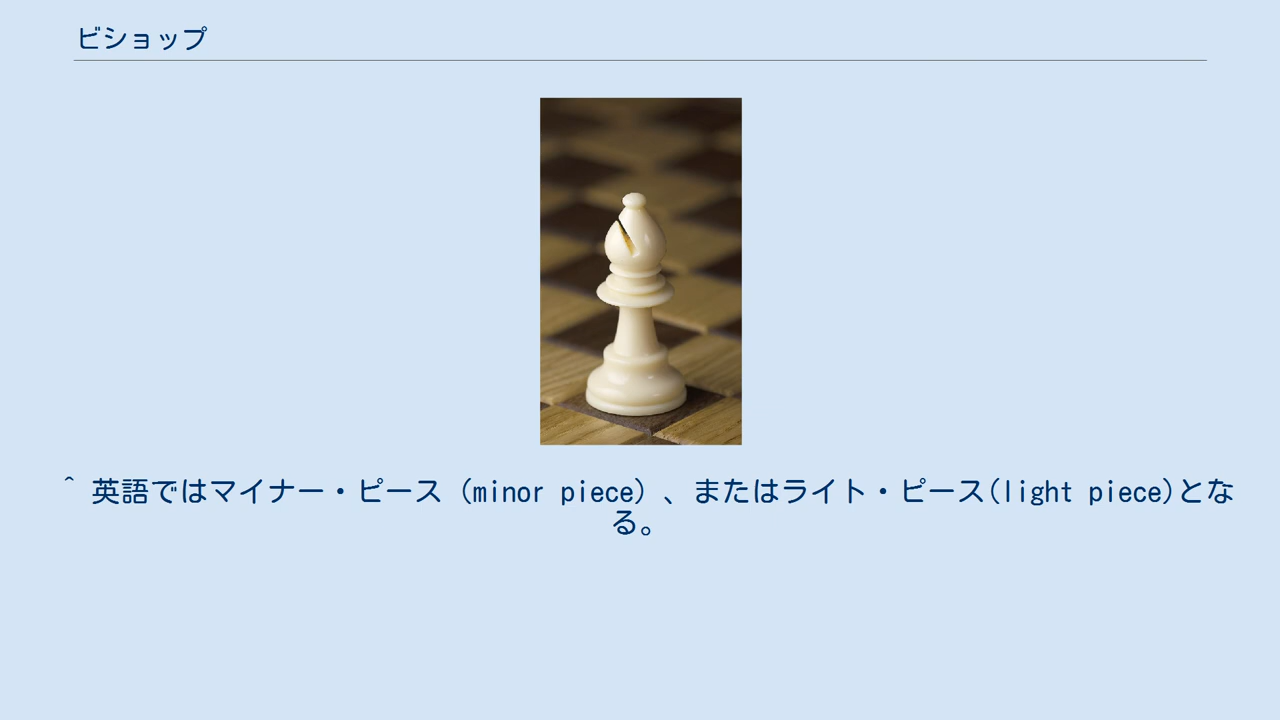 ビショップ
^ 英語ではマイナー・ピース（minor piece）、またはライト・ピース(light piece)とな
る。